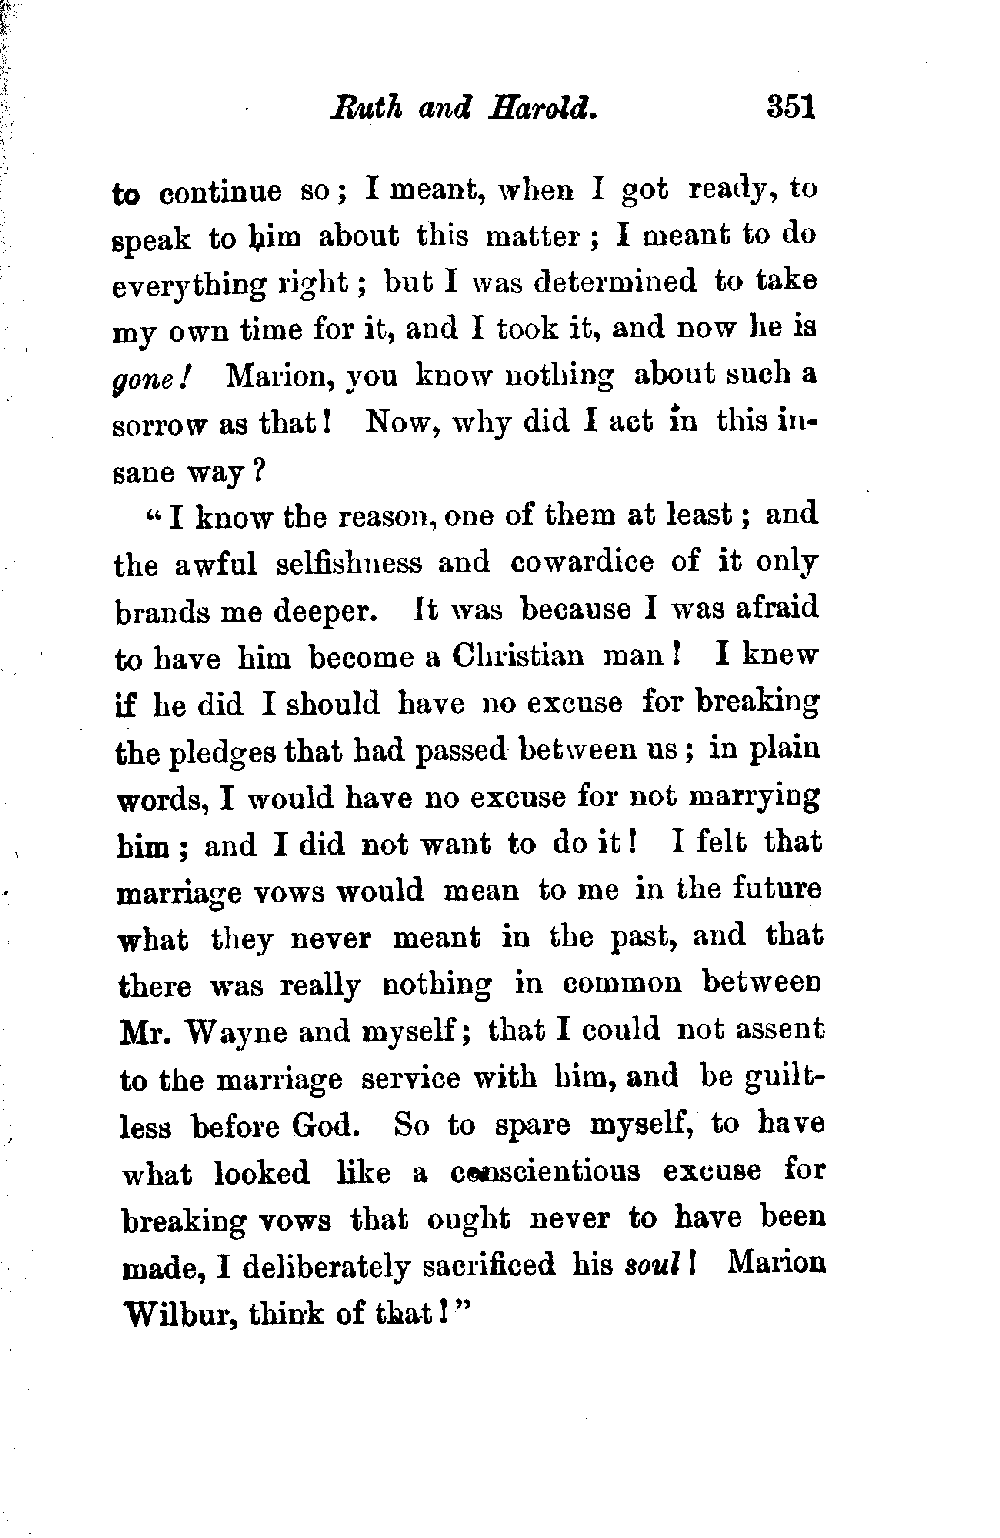 Ruth and Harold. 351
to continue so; I meant, when I got ready, to
speak to him about this matter; I meant to do
everything right; but I was determined to take
my own time for it, and I took it, and now he is
gone! Marion, you know nothing about such a
sorrow as that! Now, why did I act in this in-
sane way?
"I know the reason, one of them at least; and
the awful selfishness and cowardice of it only
brands me deeper. It was because I was afraid
to have him become a Christian man! I knew
if he did I should have no excuse for breaking
the pledges that had passed between us; in plain
words, I would have no excuse for not marrying
him; and I did not want to do it! I felt that
marriage vows would mean to me in the future
what they never meant in the past, and that
there was really nothing in common between
Mr. Wayne and myself; that I could not assent
to the marriage service with him, and be guilt-
less before God. So to spare myself, to have
what looked like a conscientious excuse for
breaking vows that ought never to have been
made, I deliberately sacrificed his soul! Marion
Wilbur, think of that!"